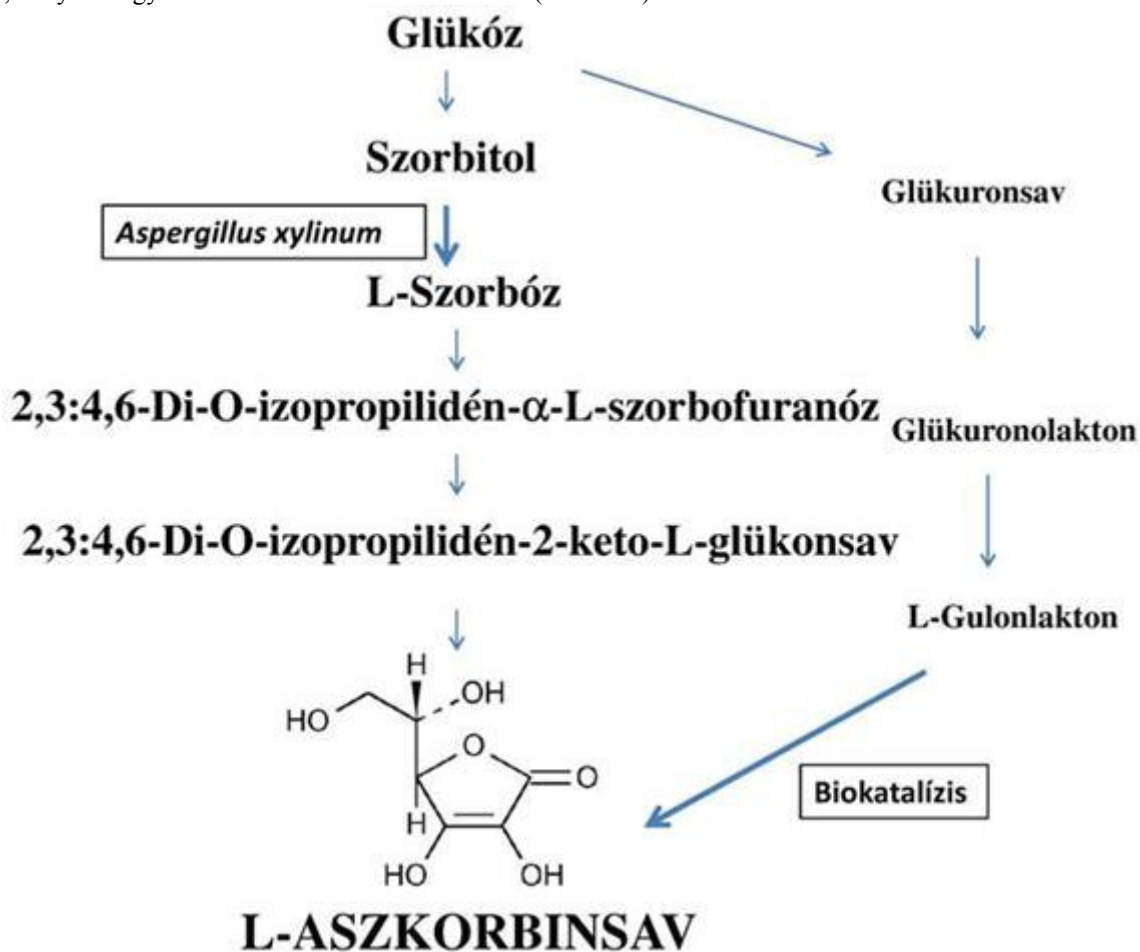 Glükóz
Szorbitol
Glükuronsav
Aspergillus xylinum
L-Szorbóz
2,3:4,6-Di-O-izopropilidén-α-L-szorbofuranóz
Glükuronolakton
2,3:4,6-Di-O-izopropilidén-2-keto-L-glükonsav
L-Gulonlakton
H
OH
HO
O
O
Biokatalízis
H
HO
OH
L-ASZKORBINSAV